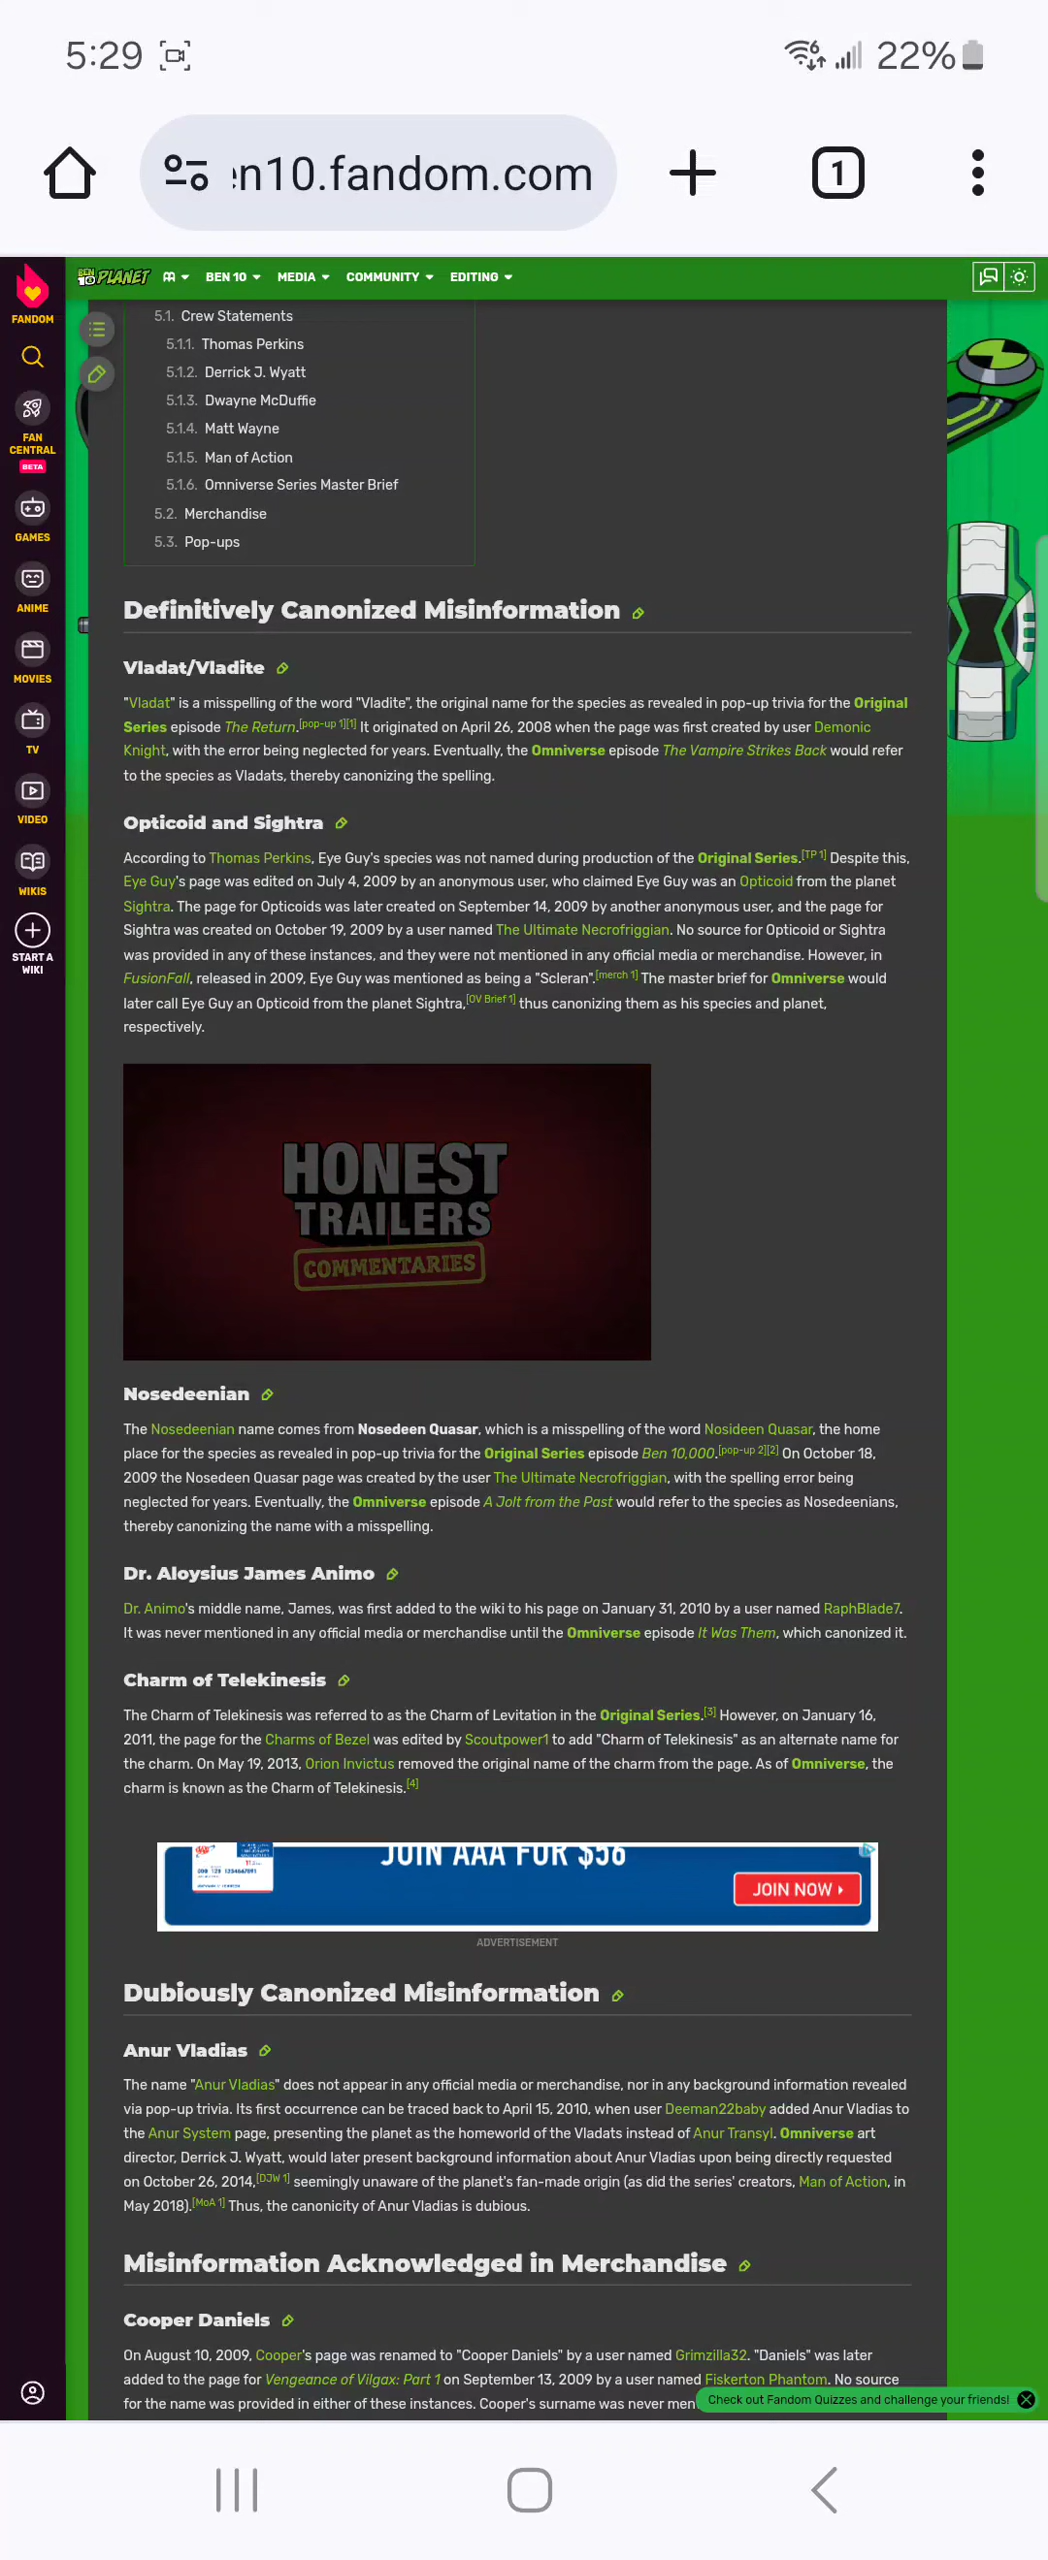 5:29 22%
en10.fandom.com 1
BEN 10 PLANET BEN 10 MEDIA COMMUNITY EDITING
FANDOM
FAN
CENTRAL
BETA
GAMES
ANIME
MOVIES
TV
VIDEO
WIKIS
START A
WIKI
5.1. Crew Statements
5.1.1. Thomas Perkins
5.1.2. Derrick J. Wyatt
5.1.3. Dwayne McDuffie
5.1.4. Matt Wayne
5.1.5. Man of Action
5.1.6. Omniverse Series Master Brief
5.2. Merchandise
5.3. Pop-ups
Definitively Canonized Misinformation
Vladat/Vladite
"Vladat" is a misspelling of the word "Vladite", the original name for the species as revealed in pop-up trivia for the Original
Series episode The Return.[pop-up 1][1] It originated on April 26, 2008 when the page was first created by user Demonic
Knight, with the error being neglected for years. Eventually, the Omniverse episode The Vampire Strikes Back would refer
to the species as Vladats, thereby canonizing the spelling.
Opticoid and Sightra
According to Thomas Perkins, Eye Guy's species was not named during production of the Original Series.[TP 1] Despite this,
Eye Guy's page was edited on July 4, 2009 by an anonymous user, who claimed Eye Guy was an Opticoid from the planet
Sightra. The page for Opticoids was later created on September 14, 2009 by another anonymous user, and the page for
Sightra was created on October 19, 2009 by a user named The Ultimate Necrofriggian. No source for Opticoid or Sightra
was provided in any of these instances, and they were not mentioned in any official media or merchandise. However, in
FusionFall, released in 2009, Eye Guy was mentioned as being a "Scleran".[merch 1] The master brief for Omniverse would
later call Eye Guy an Opticoid from the planet Sightra,[OV Brief 1] thus canonizing them as his species and planet,
respectively.
HONEST
TRAILERS
COMMENTARIES
Nosedeenian
The Nosedeenian name comes from Nosedeen Quasar, which is a misspelling of the word Nosideen Quasar, the home
place for the species as revealed in pop-up trivia for the Original Series episode Ben 10,000.[pop-up 2][2] On October 18,
2009 the Nosedeen Quasar page was created by the user The Ultimate Necrofriggian, with the spelling error being
neglected for years. Eventually, the Omniverse episode A Jolt from the Past would refer to the species as Nosedeenians,
thereby canonizing the name with a misspelling.
Dr. Aloysius James Animo
Dr. Animo's middle name, James, was first added to the wiki to his page on January 31, 2010 by a user named RaphBlade7.
It was never mentioned in any official media or merchandise until the Omniverse episode It Was Them, which canonized it.
Charm of Telekinesis
The Charm of Telekinesis was referred to as the Charm of Levitation in the Original Series.[3] However, on January 16,
2011, the page for the Charms of Bezel was edited by Scoutpower1 to add "Charm of Telekinesis" as an alternate name for
the charm. On May 19, 2013, Orion Invictus removed the original name of the charm from the page. As of Omniverse, the
charm is known as the Charm of Telekinesis.[4]
JOIN AAA FOR $56
JOIN NOW
ADVERTISEMENT
Dubiously Canonized Misinformation
Anur Vladias
The name "Anur Vladias" does not appear in any official media or merchandise, nor in any background information revealed
via pop-up trivia. Its first occurrence can be traced back to April 15, 2010, when user Deeman22baby added Anur Vladias to
the Anur System page, presenting the planet as the homeworld of the Vladats instead of Anur Transyl. Omniverse art
director, Derrick J. Wyatt, would later present background information about Anur Vladias upon being directly requested
on October 26, 2014,[DJW 1] seemingly unaware of the planet's fan-made origin (as did the series' creators, Man of Action, in
May 2018).[MoA 1] Thus, the canonicity of Anur Vladias is dubious.
Misinformation Acknowledged in Merchandise
Cooper Daniels
On August 10, 2009, Cooper's page was renamed to "Cooper Daniels" by a user named Grimzilla32. "Daniels" was later
added to the page for Vengeance of Vilgax: Part 1 on September 13, 2009 by a user named Fiskerton Phantom. No source
for the name was provided in either of these instances. Cooper's surname was never men
Check out Fandom Quizzes and challenge your friends!